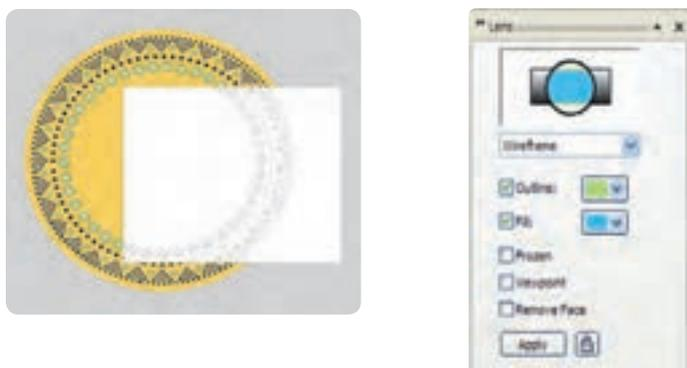 Lens
Wireframe
Outline:
Fill:
Frozen
Viewpoint
Remove Face
Apply